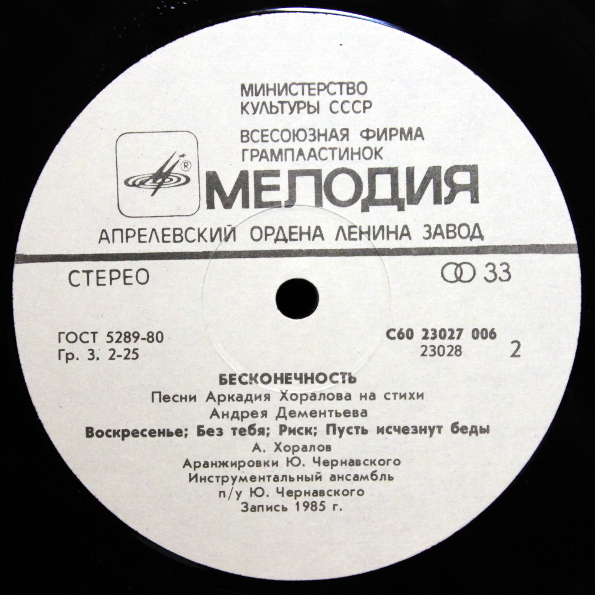 МИНИСТЕРСТВО
КУЛЬТУРЫ СССР
ВСЕСОЮЗНАЯ ФИРМА
ГРАМПЛАСТИНОК
®
МЕЛОДИЯ
АПРЕЛЕВСКИЙ ОРДЕНА ЛЕНИНА ЗАВОД
СТЕРЕО
33
ГОСТ 5289-80
С60 23027 006
Гр. 3, 2-25
23028
2
БЕСКОНЕЧНОСТЬ
Песни Аркадия Хоралова на стихи
Андрея Дементьева
Воскресенье; Без тебя; Риск; Пусть исчезнут беды
А. Хоралов
Аранжировки Ю. Чернавского
Инструментальный ансамбль
п/у Ю. Чернавского
Запись 1985 г.